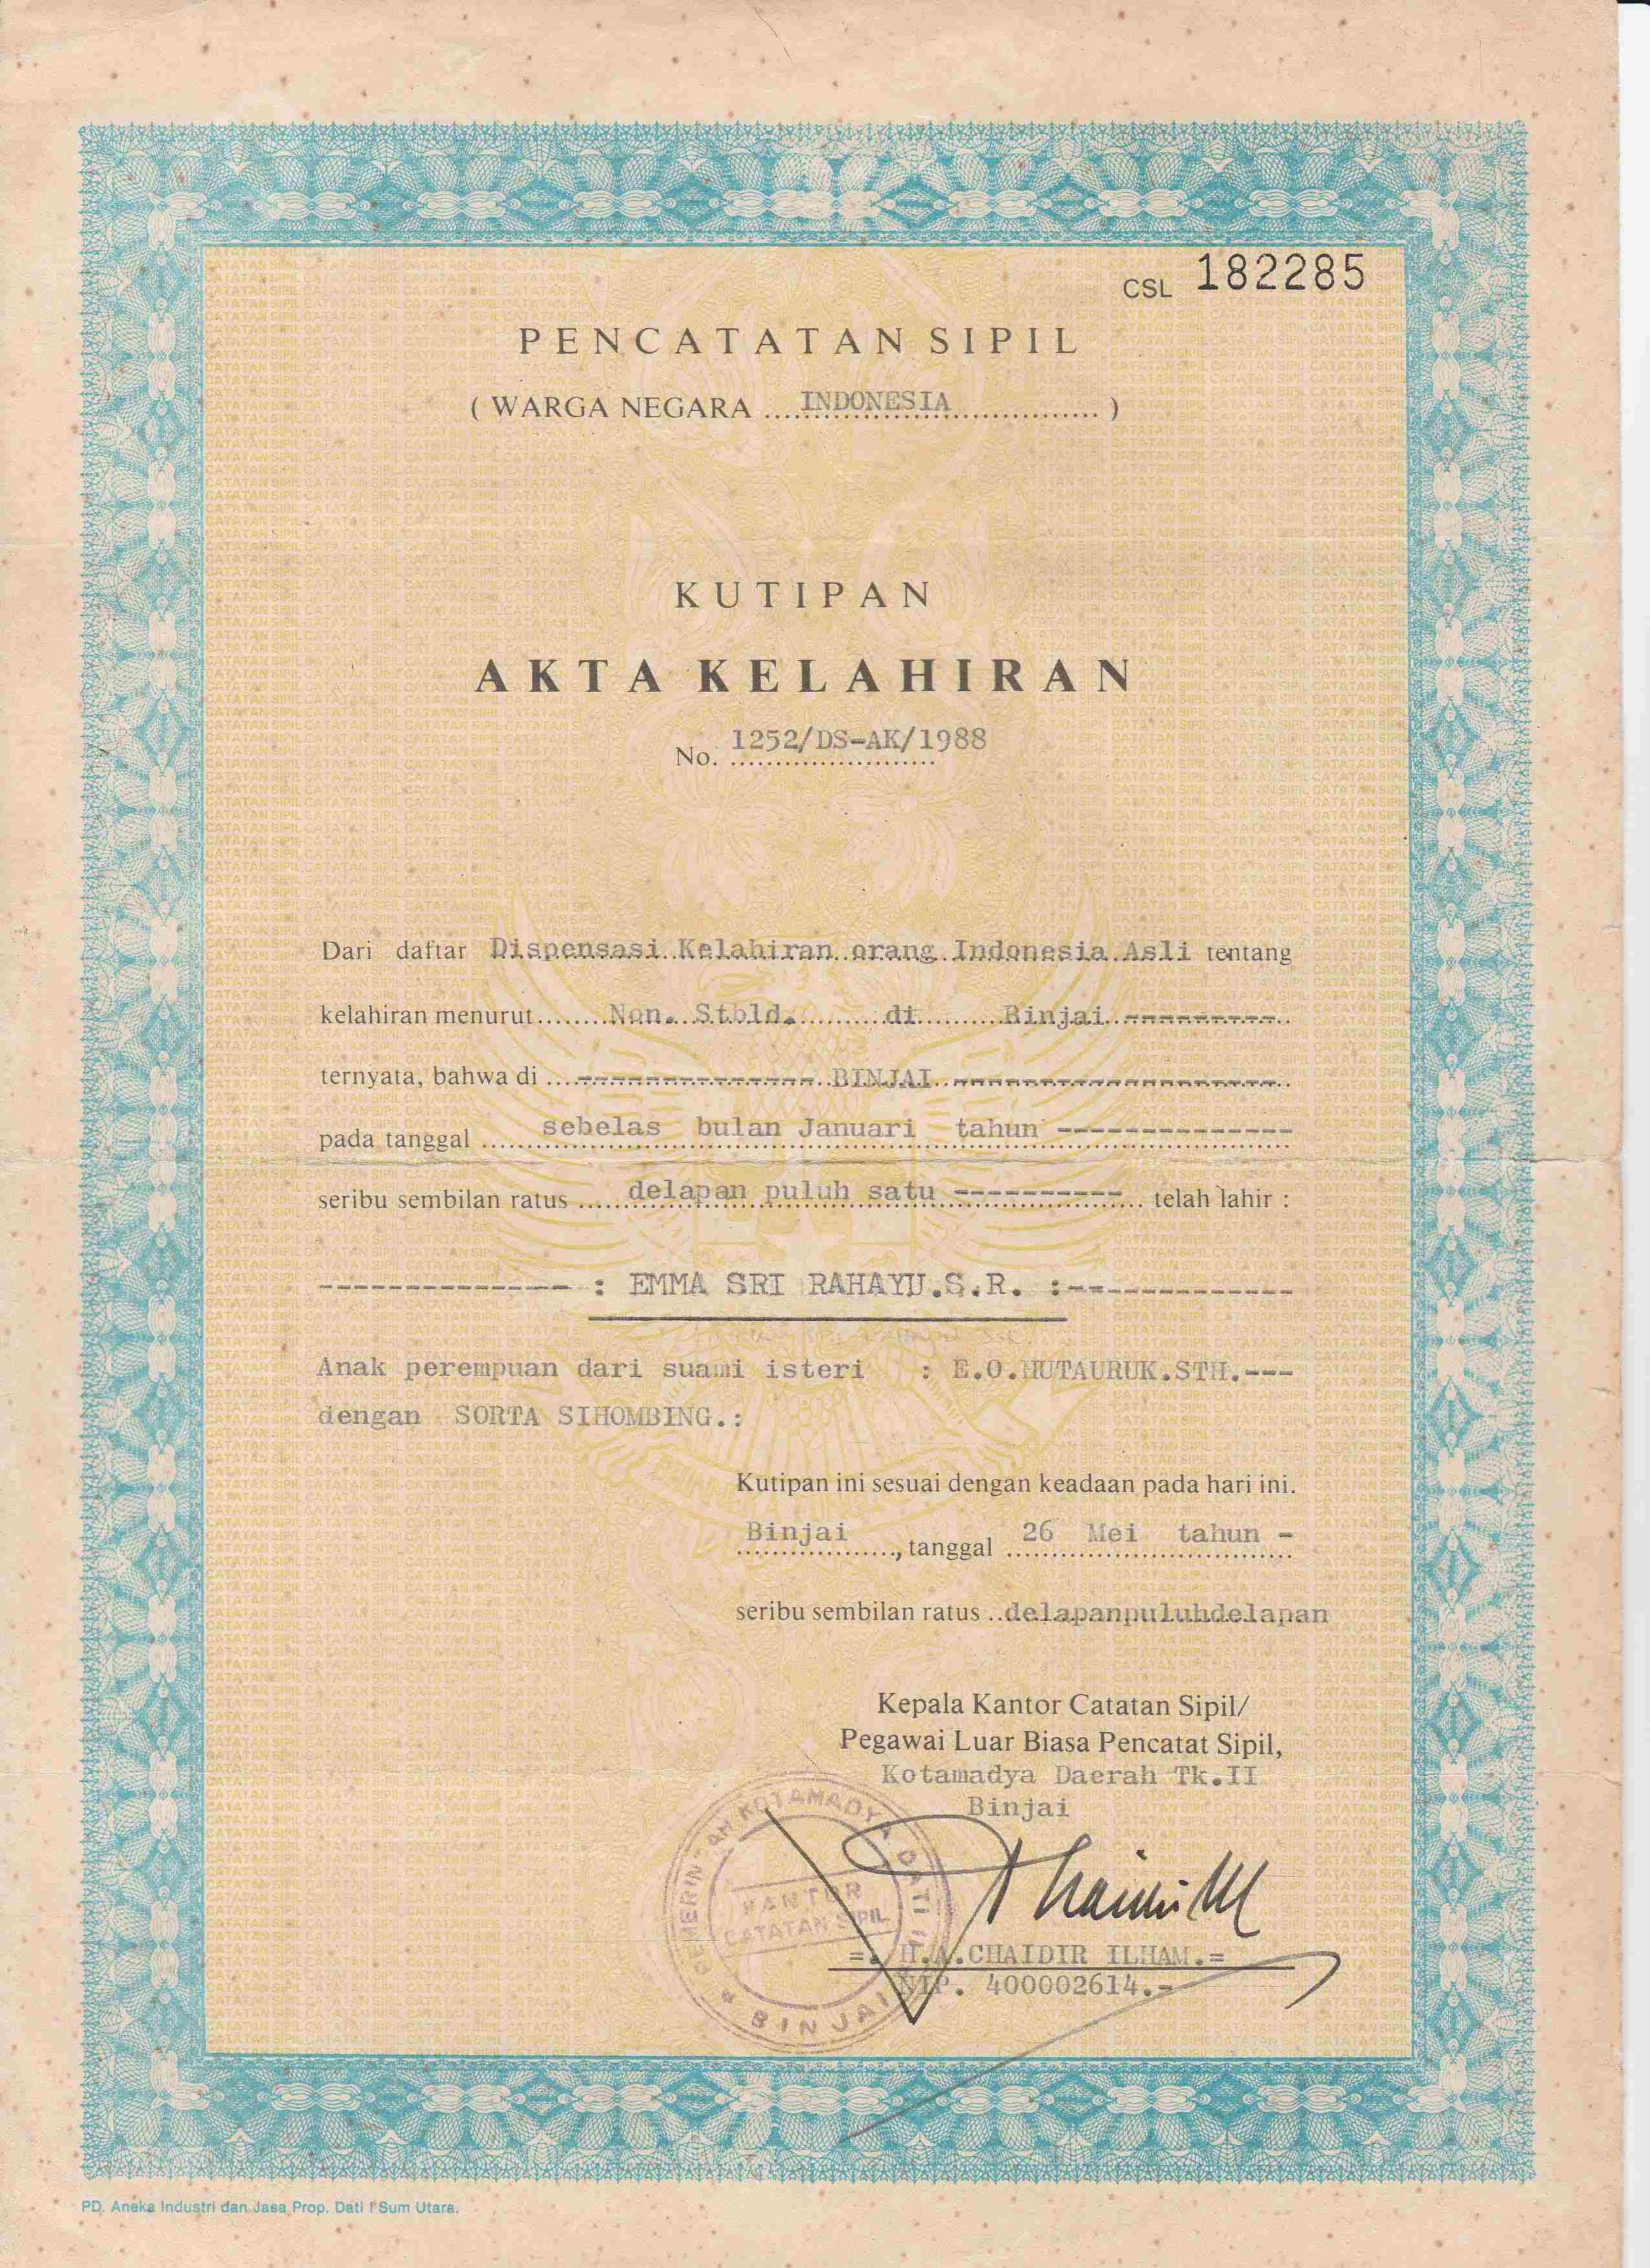 CSL 182285
PENCATATAN SIPIL
( WARGA NEGARA ....INDONESIA................ )
KUTIPAN
AKTA KELAHIRAN
No. 1252/DS-AK/1988
Dari daftar Dispensasi Kelahiran orang Indonesia Asli tentang
kelahiran menurut Non. Stbld. di Binjai ----------
ternyata, bahwa di ---------------- BINJAI ----------------------
pada tanggal sebelas bulan Januari tahun --------------
seribu sembilan ratus delapan puluh satu ---------- telah lahir :
--------------- : EMMA SRI RAHAYU.S.R. :--------------
Anak perempuan dari suami isteri : E.O.HUTAURUK.STH.---
dengan SORTA SIHOMBING.:
Kutipan ini sesuai dengan keadaan pada hari ini.
Binjai, tanggal 26 Mei tahun -
seribu sembilan ratus ..delapanpuluhdelapan
Kepala Kantor Catatan Sipil/
Pegawai Luar Biasa Pencatat Sipil,
Kotamadya Daerah Tk.II
Binjai
PEMERINTAH KOTAMADYA DATI II
KANTOR
CATATAN SIPIL
* BINJAI *
=. H.A.CHAIDIR ILHAM.=
NIP. 400002614.-
PD. Aneka Industri dan Jasa Prop. Dati I Sum Utara.